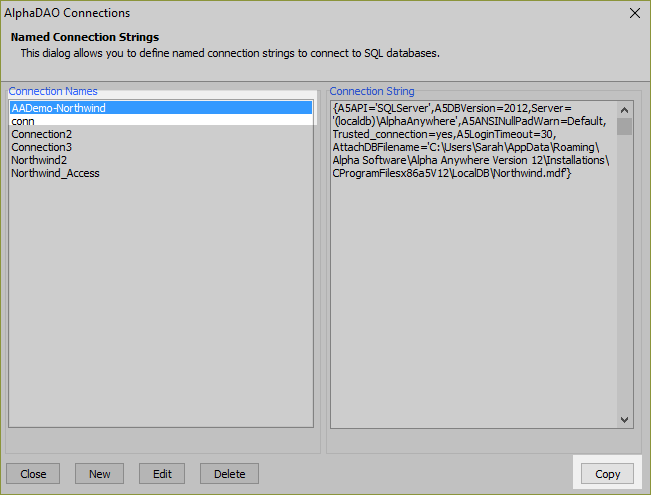 AlphaDAO Connections
Named Connection Strings
This dialog allows you to define named connection strings to connect to SQL databases.
Connection Names
AADemo-Northwind
conn
Connection2
Connection3
Northwind2
Northwind_Access
Connection String
{A5API='SQLServer',A5DBVersion=2012,Server=
'(localdb)\AlphaAnywhere',A5ANSINullPadWarn=Default,
Trusted_connection=yes,A5LoginTimeout=30,
AttachDBFilename='C:\Users\Sarah\AppData\Roaming\
Alpha Software\Alpha Anywhere Version 12\Installations\
CProgramFilesx86a5V12\LocalDB\Northwind.mdf'}
Close
New
Edit
Delete
Copy